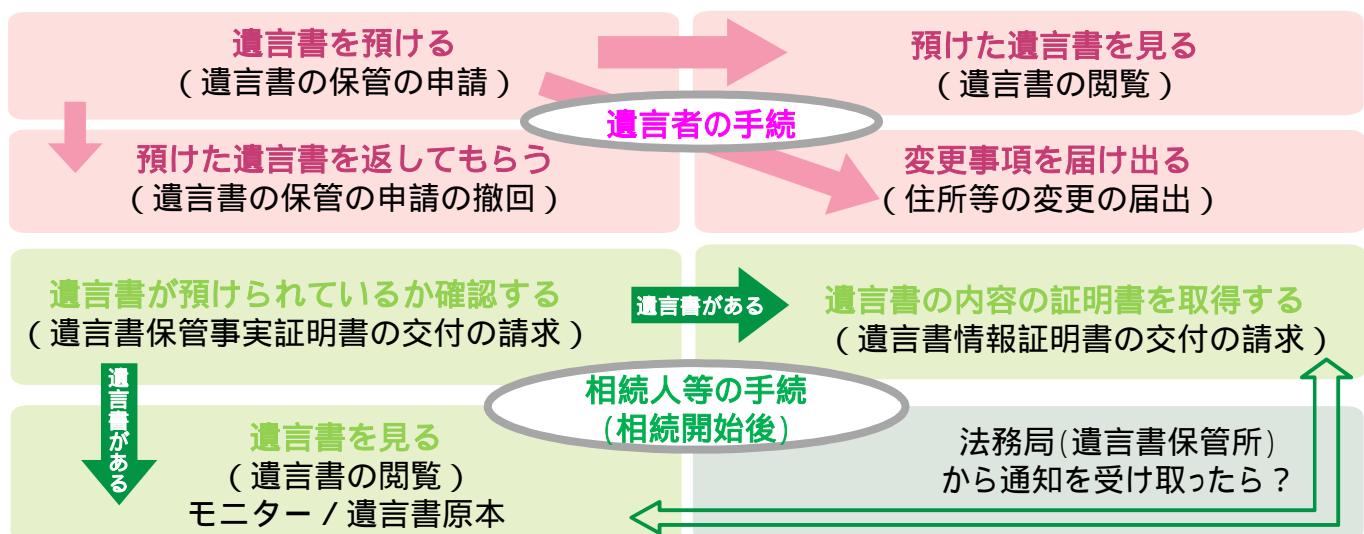 遺言書を預ける
（遺言書の保管の申請）
預けた遺言書を見る
（遺言書の閲覧）
遺言者の手続
預けた遺言書を返してもらう
（遺言書の保管の申請の撤回）
変更事項を届け出る
（住所等の変更の届出）
遺言書が預けられているか確認する
（遺言書保管事実証明書の交付の請求）
遺言書がある
遺言書の内容の証明書を取得する
（遺言書情報証明書の交付の請求）
遺言書がある
相続人等の手続
(相続開始後)
遺言書を見る
（遺言書の閲覧）
モニター／遺言書原本
法務局(遺言書保管所)
から通知を受け取ったら？